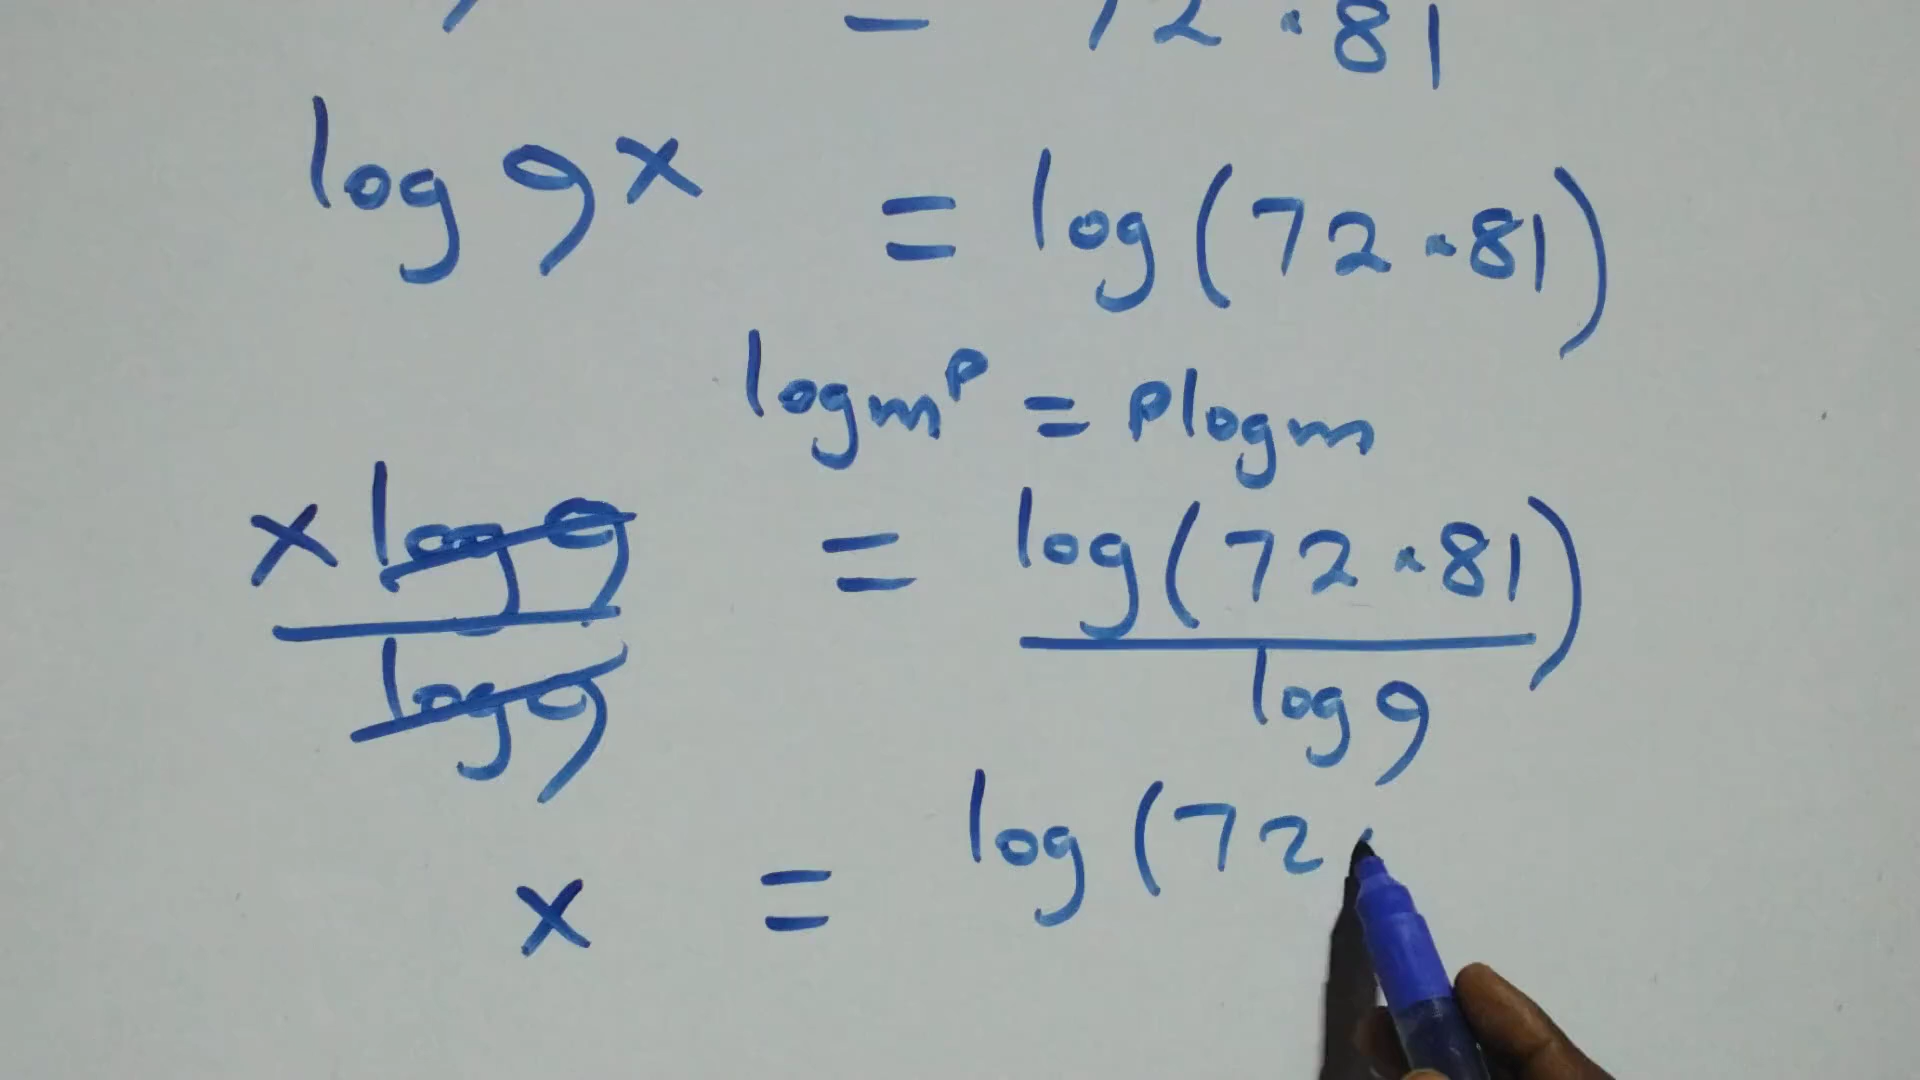 = 72.81
log 9^x = log(72.81)
log m^p = p log m
x log 9 / log 9 = log(72.81) / log 9
x = log (72